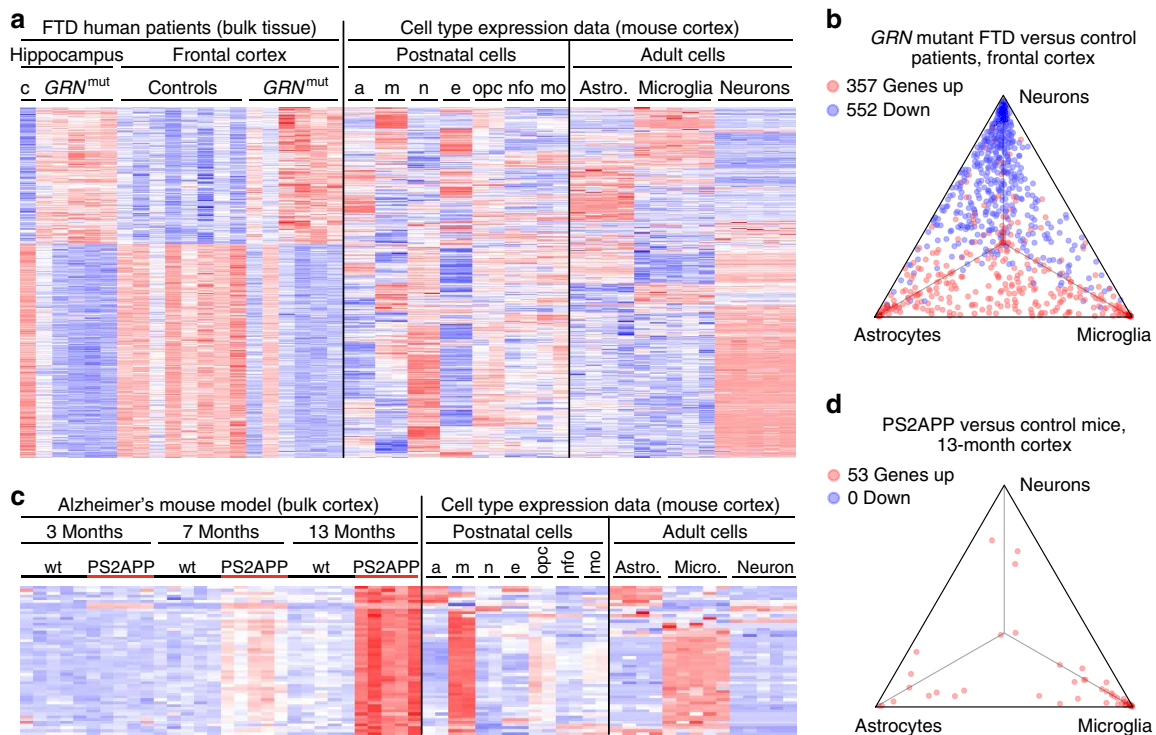 a
FTD human patients (bulk tissue)
Cell type expression data (mouse cortex)
Hippocampus
Frontal cortex
Postnatal cells
Adult cells
c
GRNmut
Controls
GRNmut
a
m
n
e
opc
nfo
mo
Astro.
Microglia
Neurons
b
GRN mutant FTD versus control
patients, frontal cortex
357 Genes up
552 Down
Neurons
Astrocytes
Microglia
c
Alzheimer's mouse model (bulk cortex)
Cell type expression data (mouse cortex)
3 Months
7 Months
13 Months
Postnatal cells
Adult cells
wt
PS2APP
wt
PS2APP
wt
PS2APP
a
m
n
e
opc
nfo
mo
Astro.
Micro.
Neuron
d
PS2APP versus control mice,
13-month cortex
53 Genes up
0 Down
Neurons
Astrocytes
Microglia